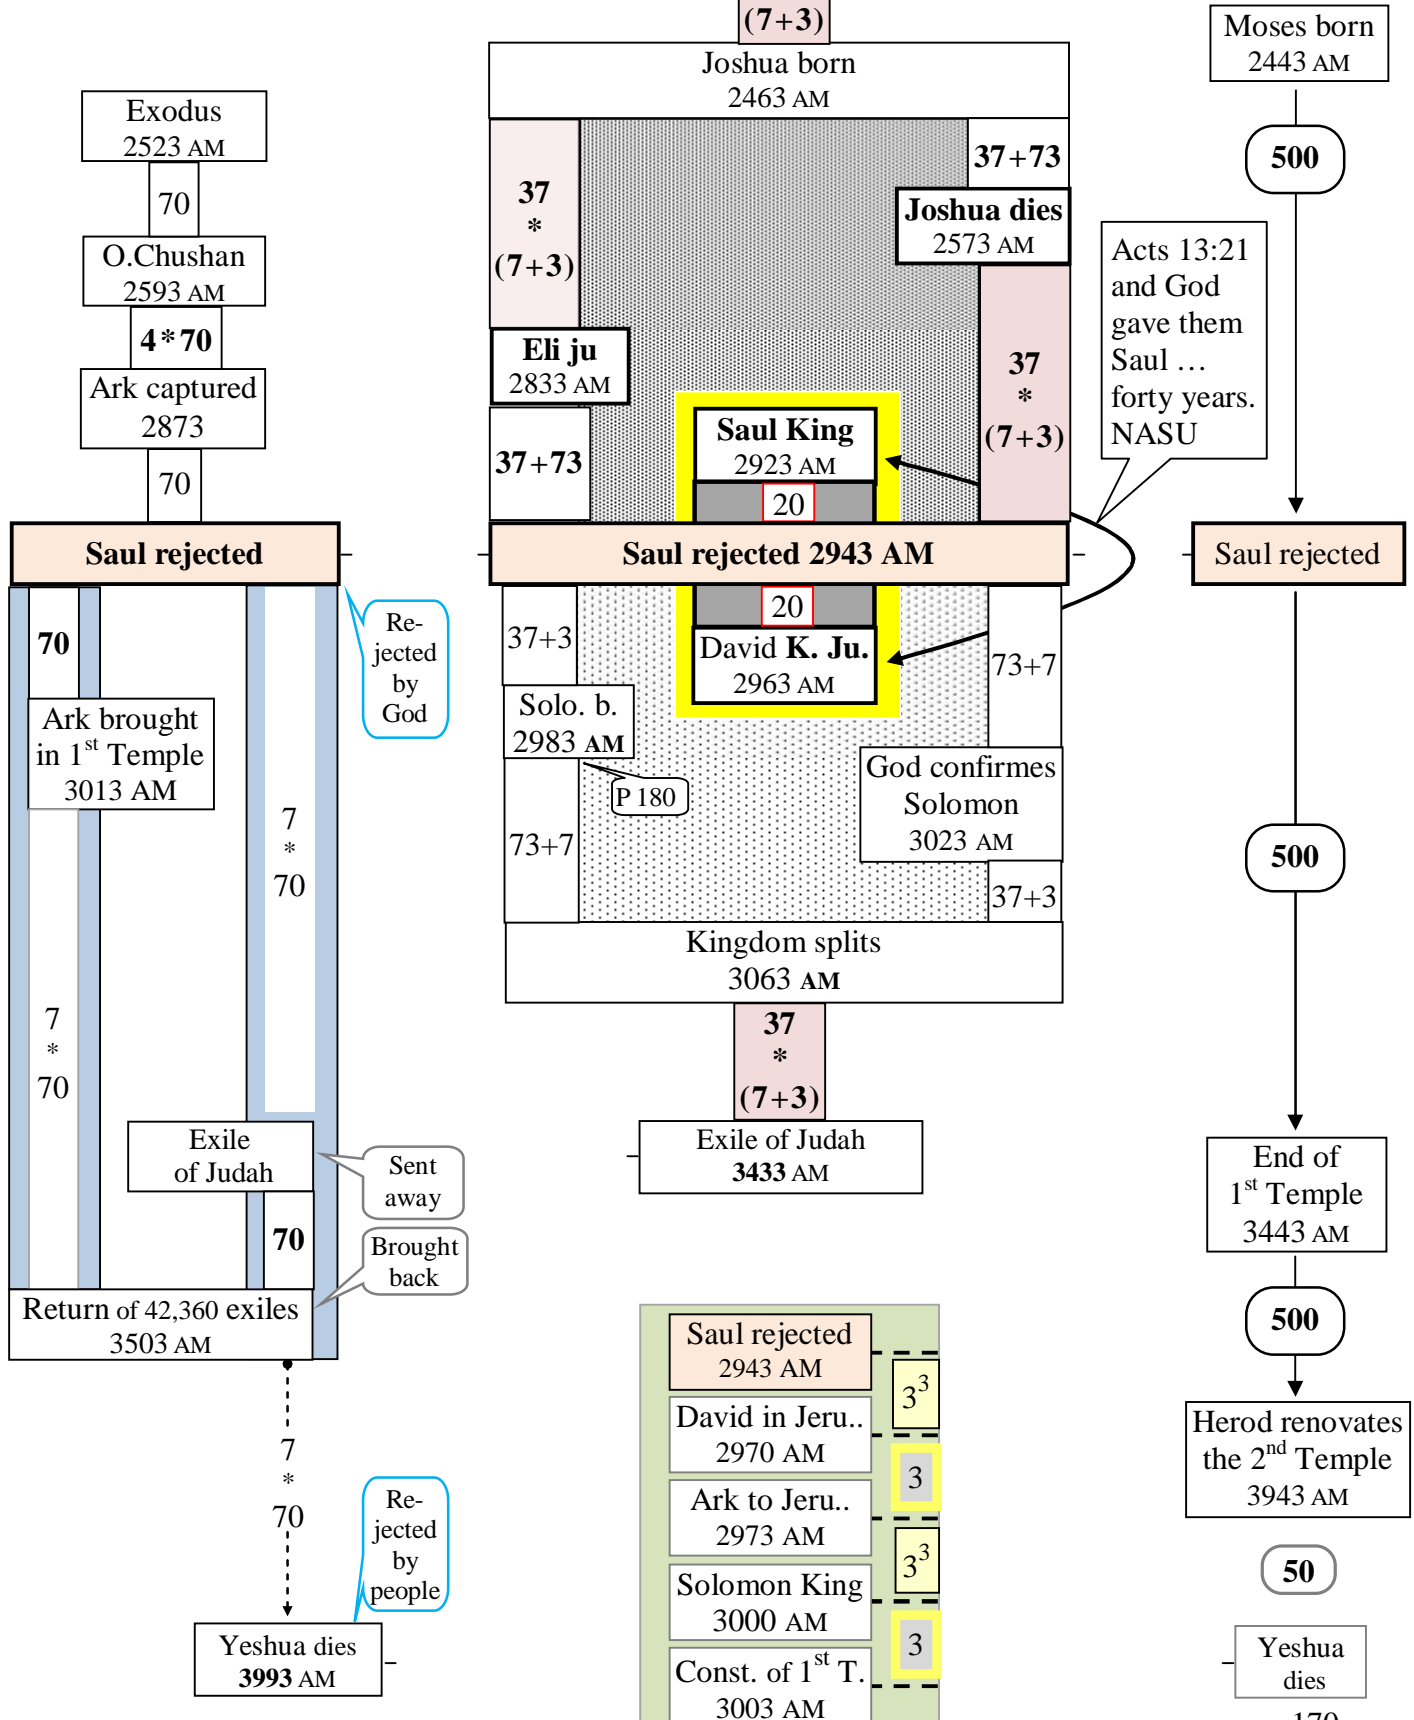 Exodus
2523 AM
70
O.Chushan
2593 AM
4*70
Ark captured
2873
70
Saul rejected
Re-
jected
by
God
70
Ark brought
in 1st Temple
3013 AM
7
*
70
7
*
70
Exile
of Judah
Sent
away
70
Brought
back
Return of 42,360 exiles
3503 AM
7
*
70
Re-
jected
by
people
Yeshua dies
3993 AM
(7+3)
Joshua born
2463 AM
37
*
(7+3)
37+73
Joshua dies
2573 AM
Eli ju
2833 AM
37
*
(7+3)
37+73
Saul King
2923 AM
20
Acts 13:21
and God
gave them
Saul …
forty years.
NASU
Saul rejected 2943 AM
20
David K. Ju.
2963 AM
37+3
73+7
Solo. b.
2983 AM
P 180
God confirmes
Solomon
3023 AM
73+7
37+3
Kingdom splits
3063 AM
37
*
(7+3)
Exile of Judah
3433 AM
Saul rejected
2943 AM
3³
David in Jeru..
2970 AM
3
Ark to Jeru..
2973 AM
3³
Solomon King
3000 AM
3
Const. of 1st T.
3003 AM
Moses born
2443 AM
500
Saul rejected
500
End of
1st Temple
3443 AM
500
Herod renovates
the 2nd Temple
3943 AM
50
Yeshua
dies
170